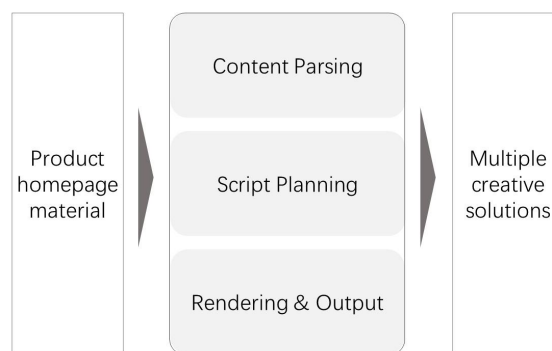 Product
homepage
material
Content Parsing
Script Planning
Rendering & Output
Multiple
creative
solutions